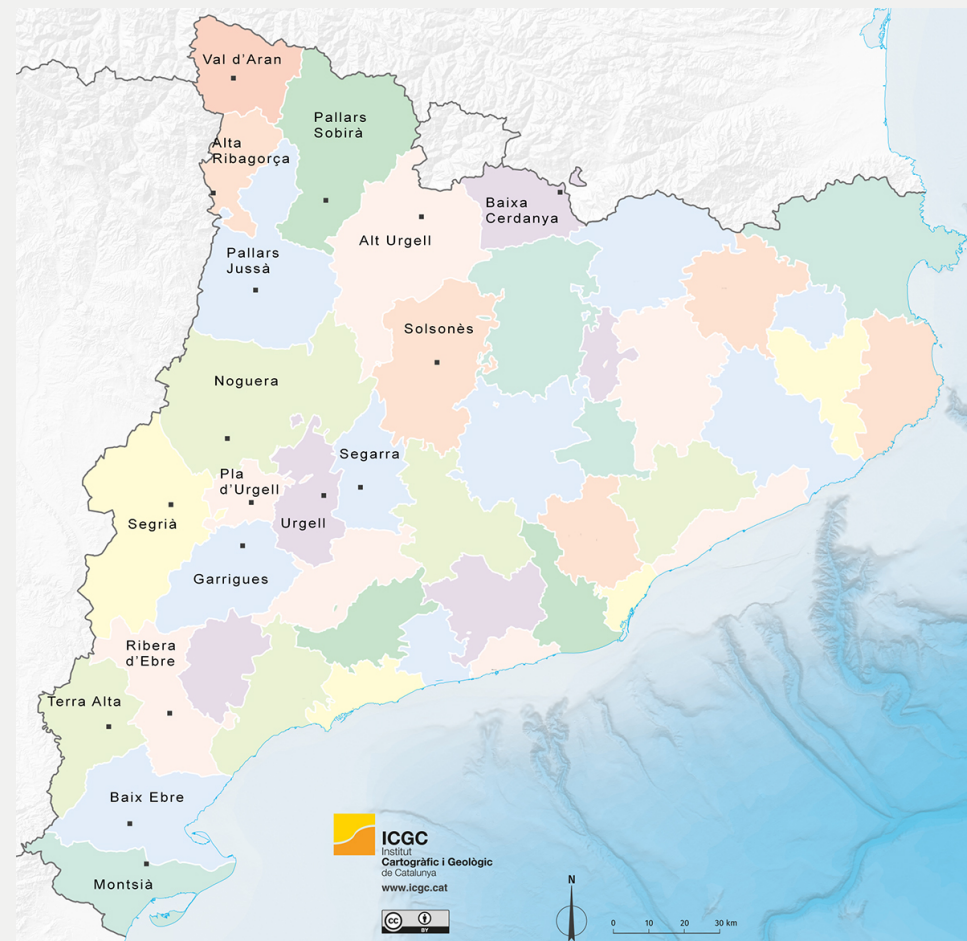 Val d'Aran
Pallars
Sobirà
Alta
Ribagorça
Baixa
Cerdanya
Alt Urgell
Pallars
Jussà
Solsonès
Noguera
Segarra
Pla
d'Urgell
Segrià
Urgell
Garrigues
Ribera
d'Ebre
Terra Alta
Baix Ebre
Montsià
ICGC
Institut
Cartogràfic i Geològic
de Catalunya
www.icgc.cat
cc
BY
N
0 10 20 30 km